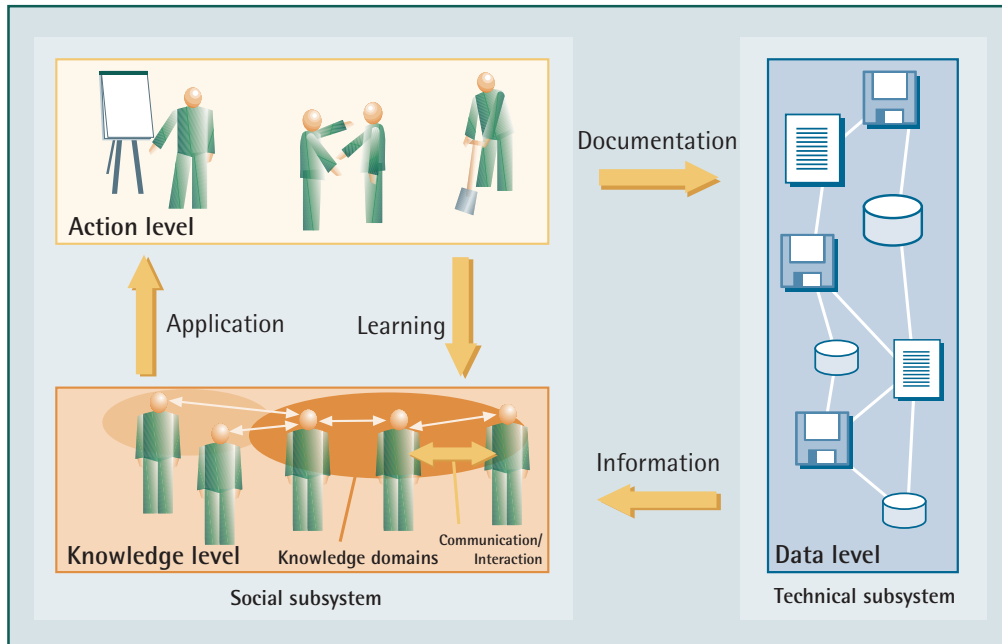 Action level
Documentation
Application
Learning
Information
Knowledge level
Knowledge domains
Communication/
Interaction
Data level
Social subsystem
Technical subsystem